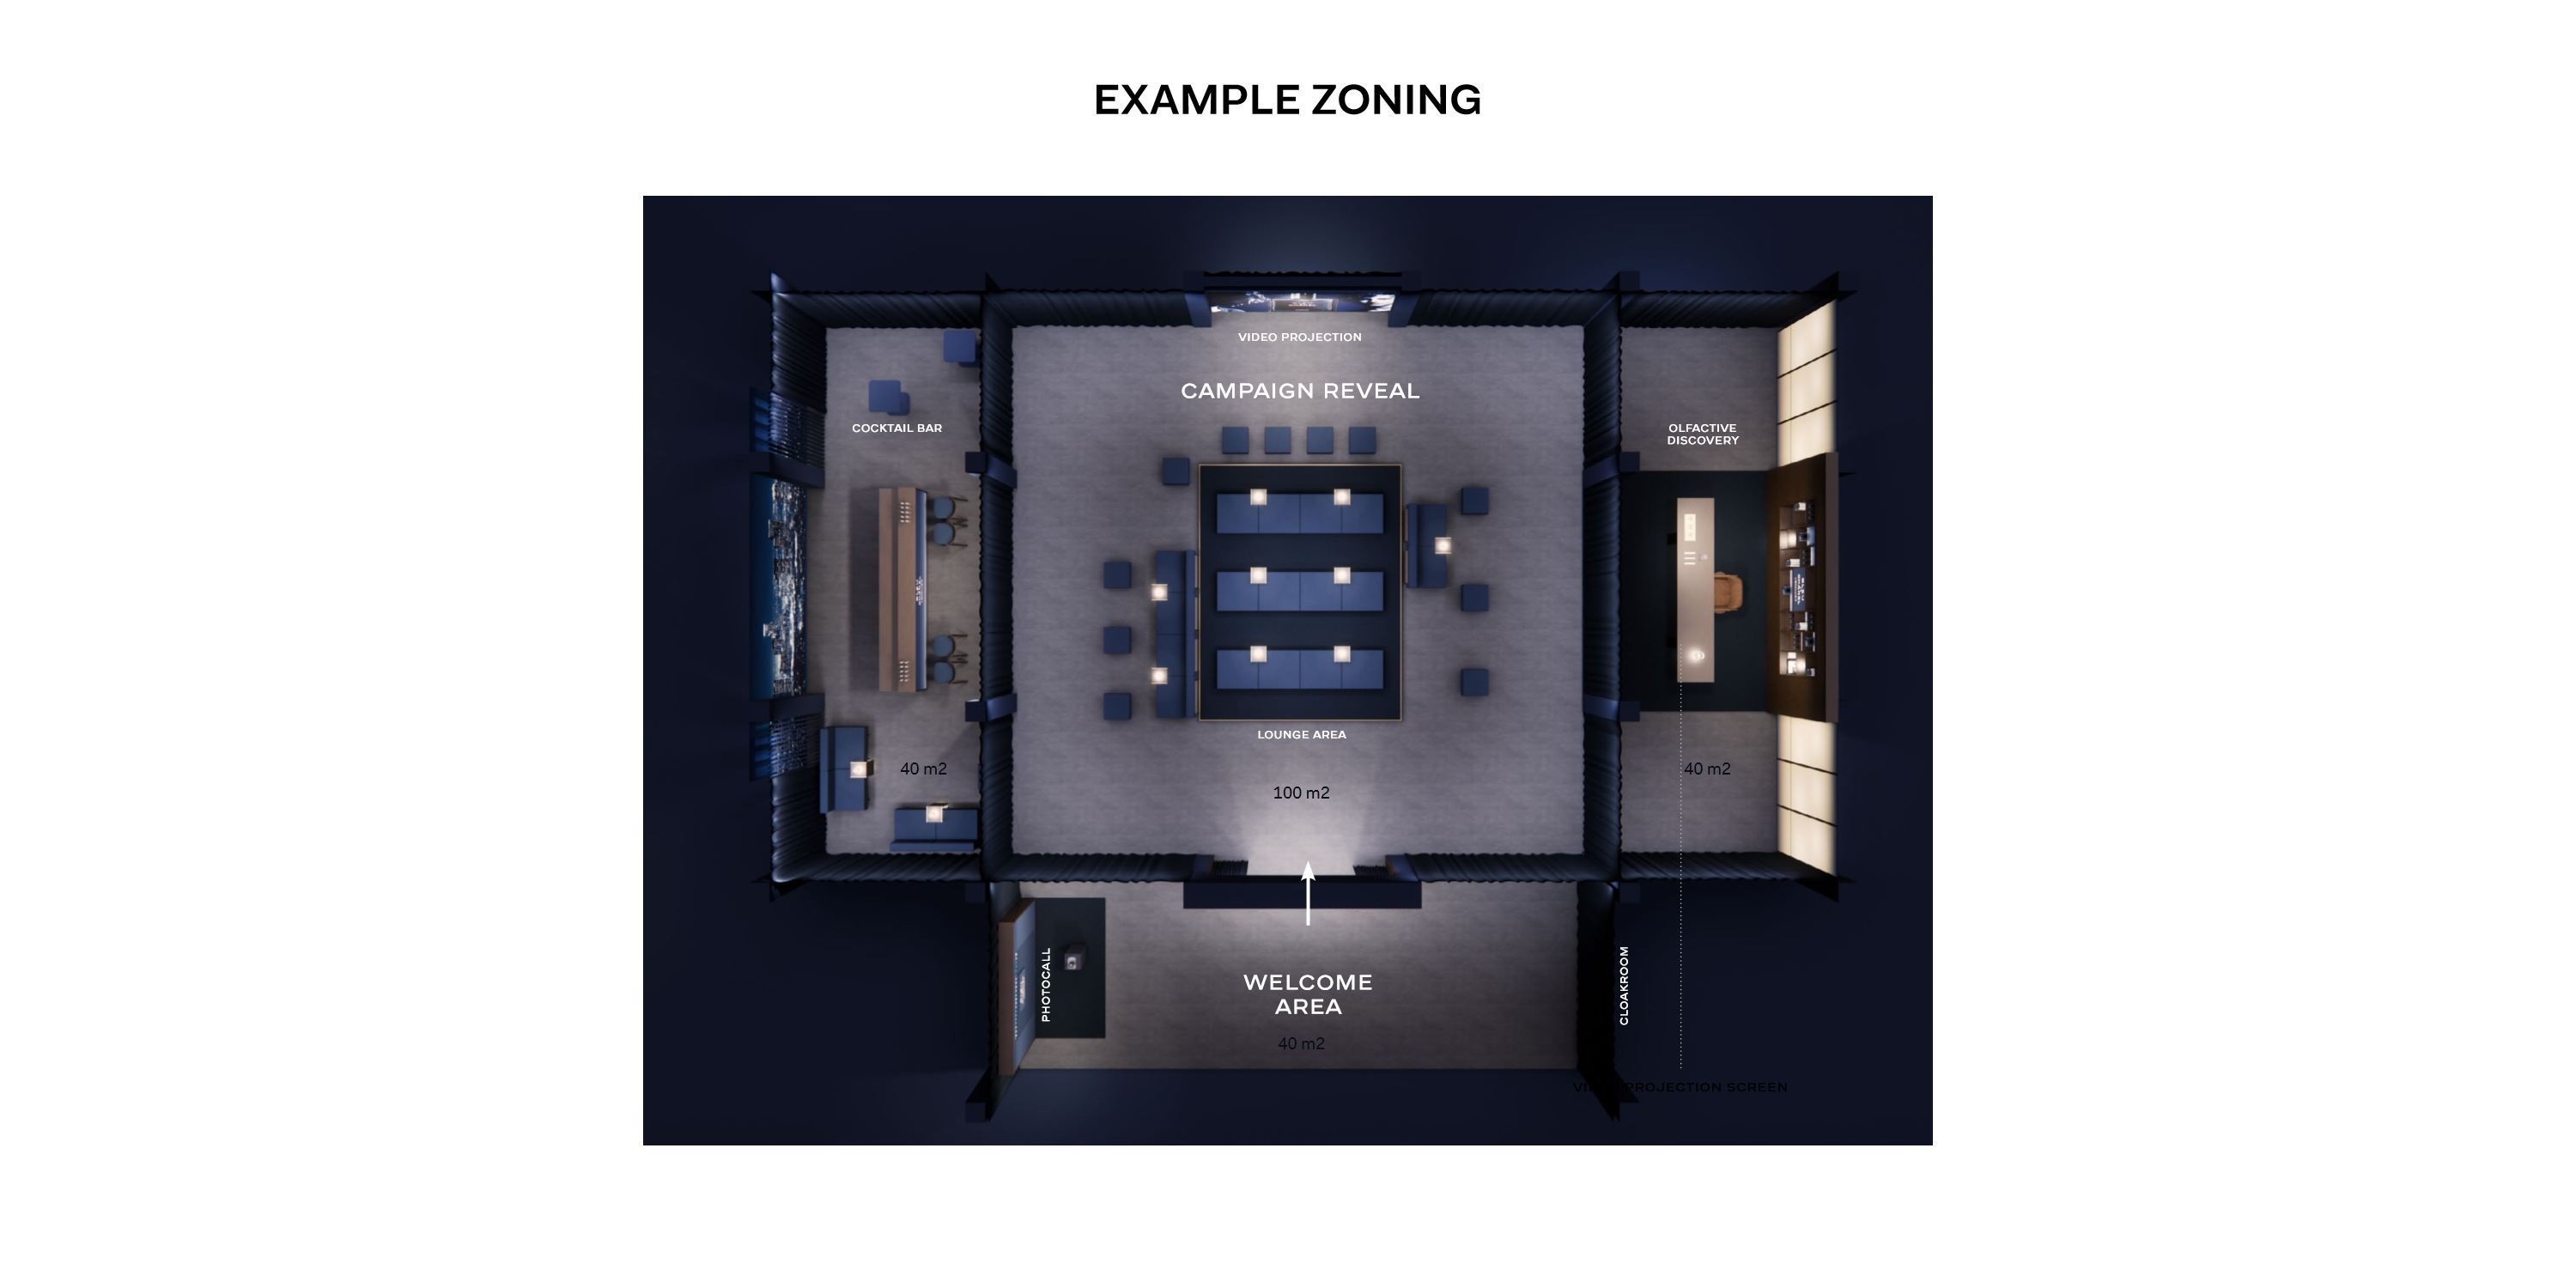 EXAMPLE ZONING
VIDEO PROJECTION
CAMPAIGN REVEAL
COCKTAIL BAR
OLFACTIVE
DISCOVERY
LOUNGE AREA
40 m2
100 m2
40 m2
PHOTOCALL
WELCOME
AREA
40 m2
CLOAKROOM
PROJECTION SCREEN